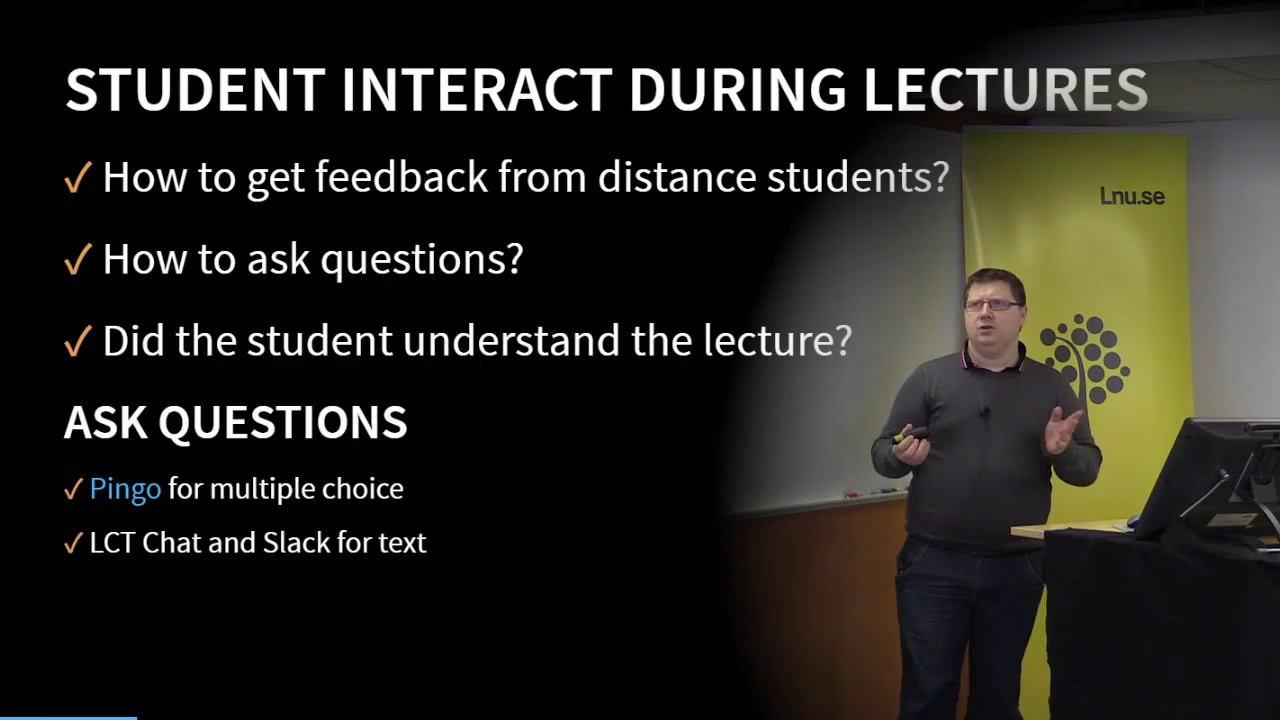 STUDENT INTERACT DURING LECTURES
✓ How to get feedback from distance students?
✓ How to ask questions?
✓ Did the student understand the lecture?
ASK QUESTIONS
✓ Pingo for multiple choice
✓ LCT Chat and Slack for text
Lnu.se